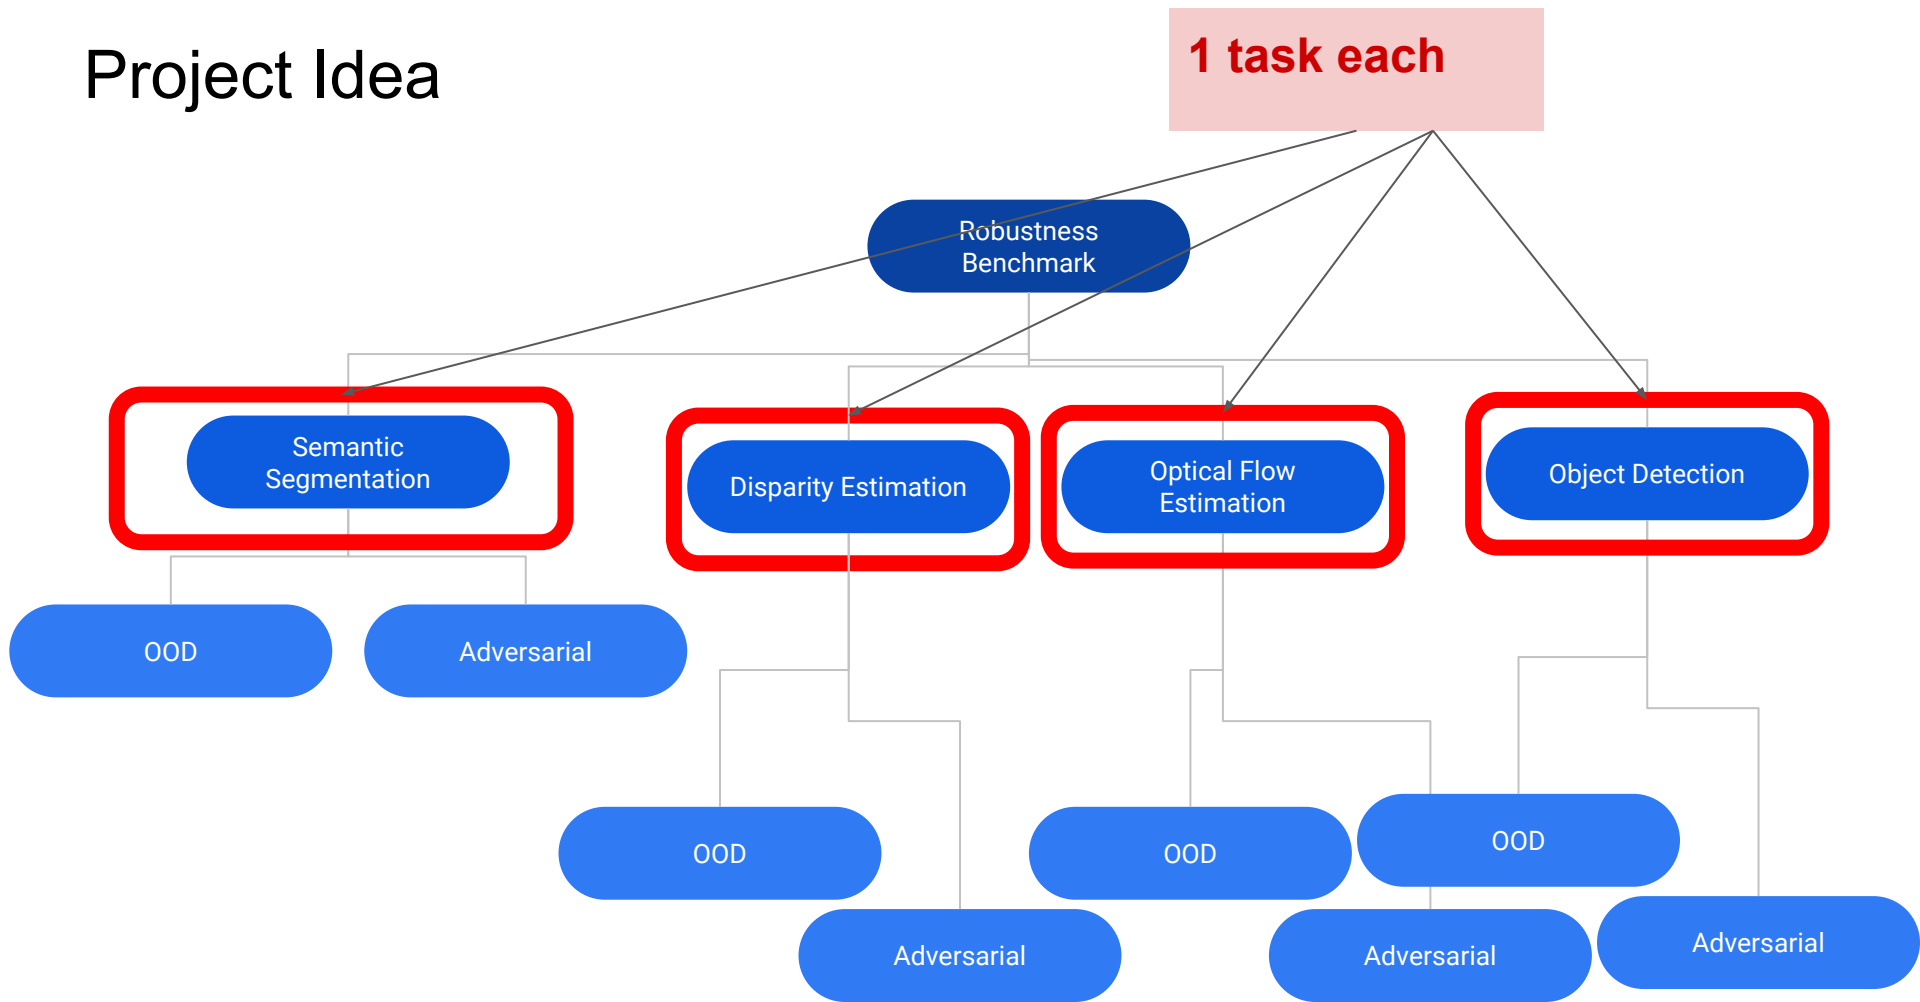 Project Idea
1 task each
Robustness
Benchmark
Semantic
Segmentation
Disparity Estimation
Optical Flow
Estimation
Object Detection
OOD
Adversarial
OOD
Adversarial
OOD
Adversarial
OOD
Adversarial